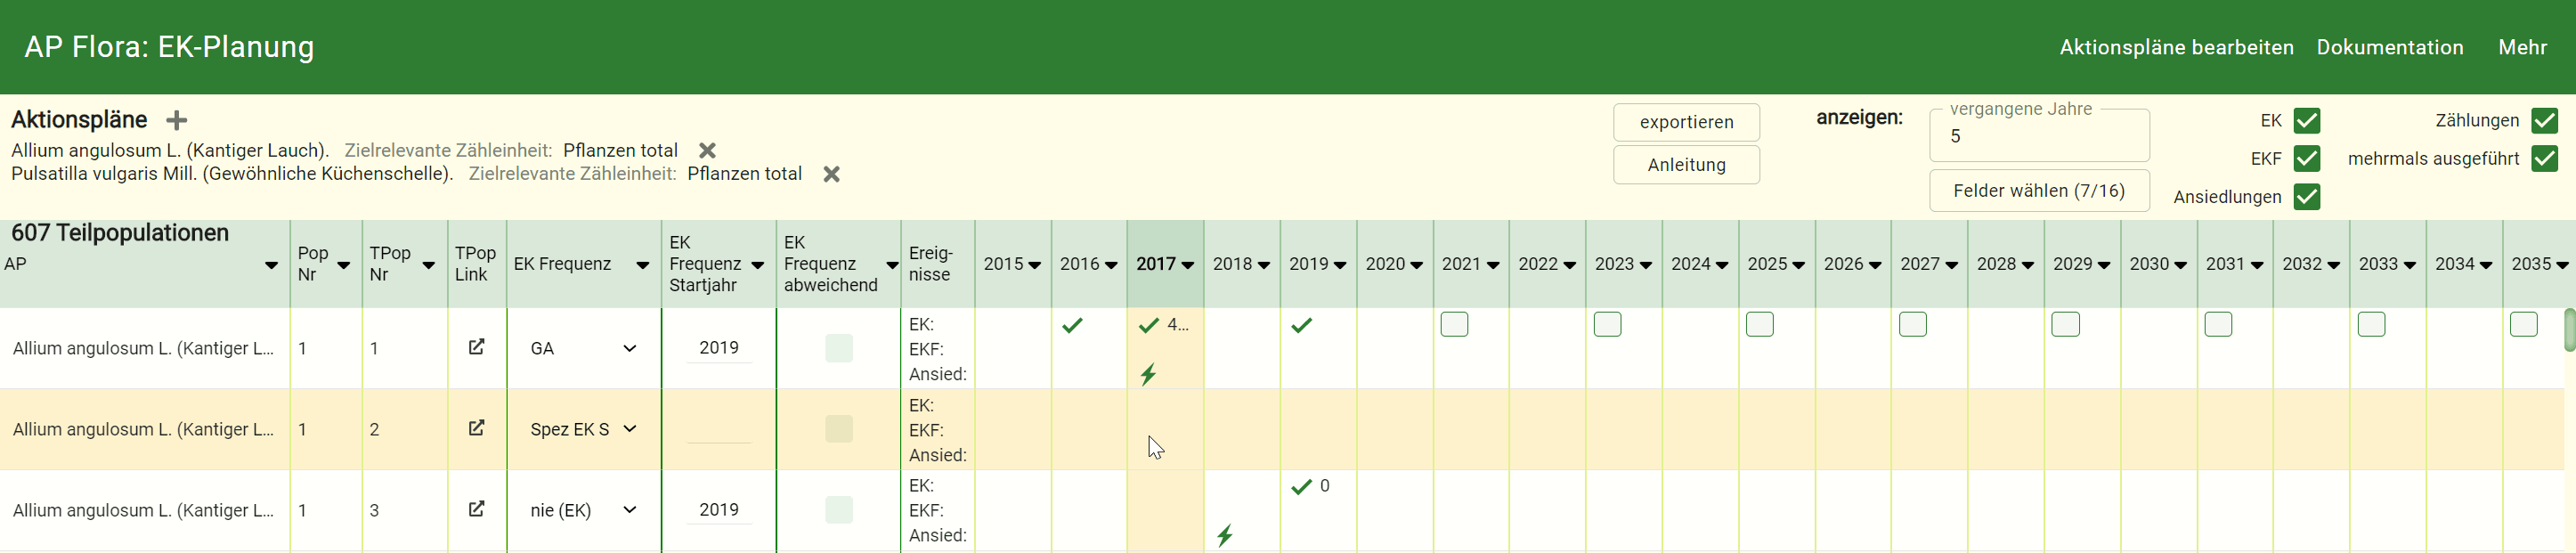 AP Flora: EK-Planung
Aktionspläne bearbeiten Dokumentation Mehr
Aktionspläne
Allium angulosum L. (Kantiger Lauch). Zielrelevante Zähleinheit: Pflanzen total
Pulsatilla vulgaris Mill. (Gewöhnliche Küchenschelle). Zielrelevante Zähleinheit: Pflanzen total
exportieren
Anleitung
anzeigen:
vergangene Jahre
5
Felder wählen (7/16)
EK
EKF
Ansiedlungen
Zählungen
mehrmals ausgeführt
607 Teilpopulationen
AP
Pop
Nr
TPop
Nr
TPop
Link
EK Frequenz
EK
Frequenz
Startjahr
EK
Frequenz
abweichend
Ereig-
nisse
2015 2016 2017 2018 2019 2020 2021 2022 2023 2024 2025 2026 2027 2028 2029 2030 2031 2032 2033 2034 2035
Allium angulosum L. (Kantiger L... 1 1 GA 2019
EK: 4...
EKF:
Ansied:
Allium angulosum L. (Kantiger L... 1 2 Spez EK S
EK:
EKF:
Ansied:
Allium angulosum L. (Kantiger L... 1 3 nie (EK) 2019
EK: 0
EKF:
Ansied: